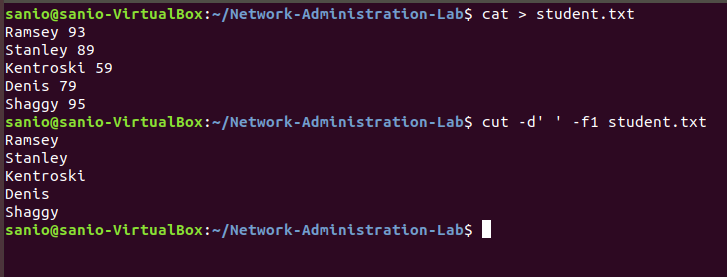 sanio@sanio-VirtualBox:~/Network-Administration-Lab$ cat > student.txt
Ramsey 93
Stanley 89
Kentroski 59
Denis 79
Shaggy 95
sanio@sanio-VirtualBox:~/Network-Administration-Lab$ cut -d' ' -f1 student.txt
Ramsey
Stanley
Kentroski
Denis
Shaggy
sanio@sanio-VirtualBox:~/Network-Administration-Lab$